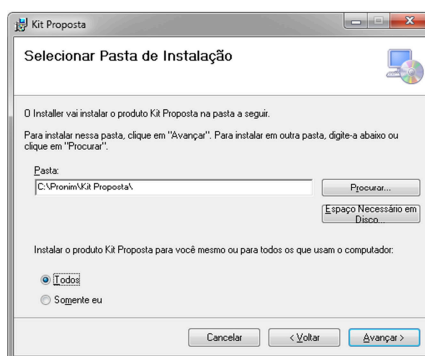 Kit Proposta
Selecionar Pasta de Instalação
O Installer vai instalar o produto Kit Proposta na pasta a seguir.
Para instalar nessa pasta, clique em "Avançar". Para instalar em outra pasta, digite-a abaixo ou
clique em "Procurar".
Pasta:
C:\Pronim\Kit Proposta\
Procurar...
Espaço Necessário em
Disco...
Instalar o produto Kit Proposta para você mesmo ou para todos os que usam o computador:
Todos
Somente eu
Cancelar
< Voltar
Avançar >